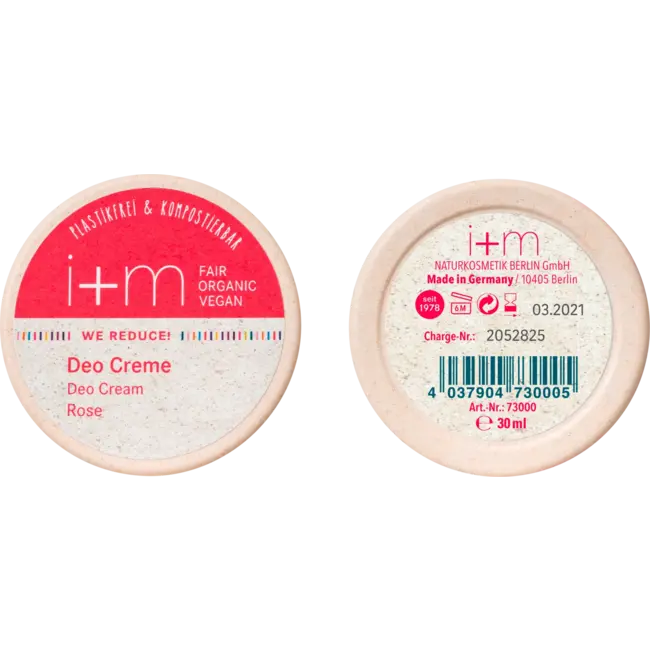 PLASTIKFREI & KOMPOSTIERBAR
i+m
FAIR
ORGANIC
VEGAN
WE REDUCE!
Deo Creme
Deo Cream
Rose
i+m
NATURKOSMETIK BERLIN GmbH
Made in Germany / 10405 Berlin
seit
1978
6M
03.2021
Charge-Nr.: 2052825
4 037904 730005
Art.-Nr.: 73000
℮ 30 ml